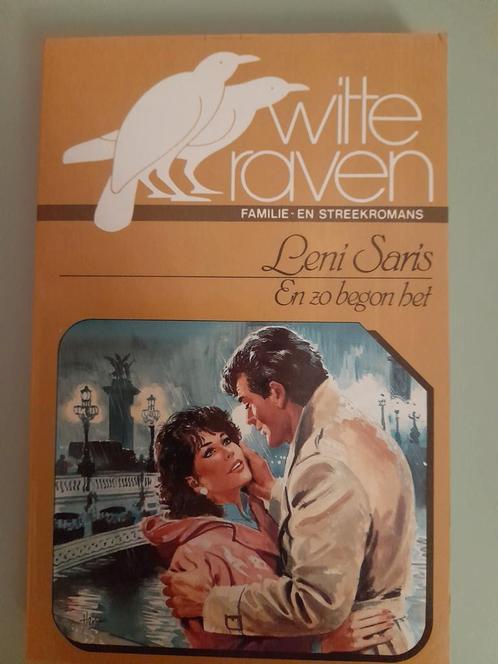 witte
raven
FAMILIE- EN STREEKROMANS
Leni Saris
En zo begon het